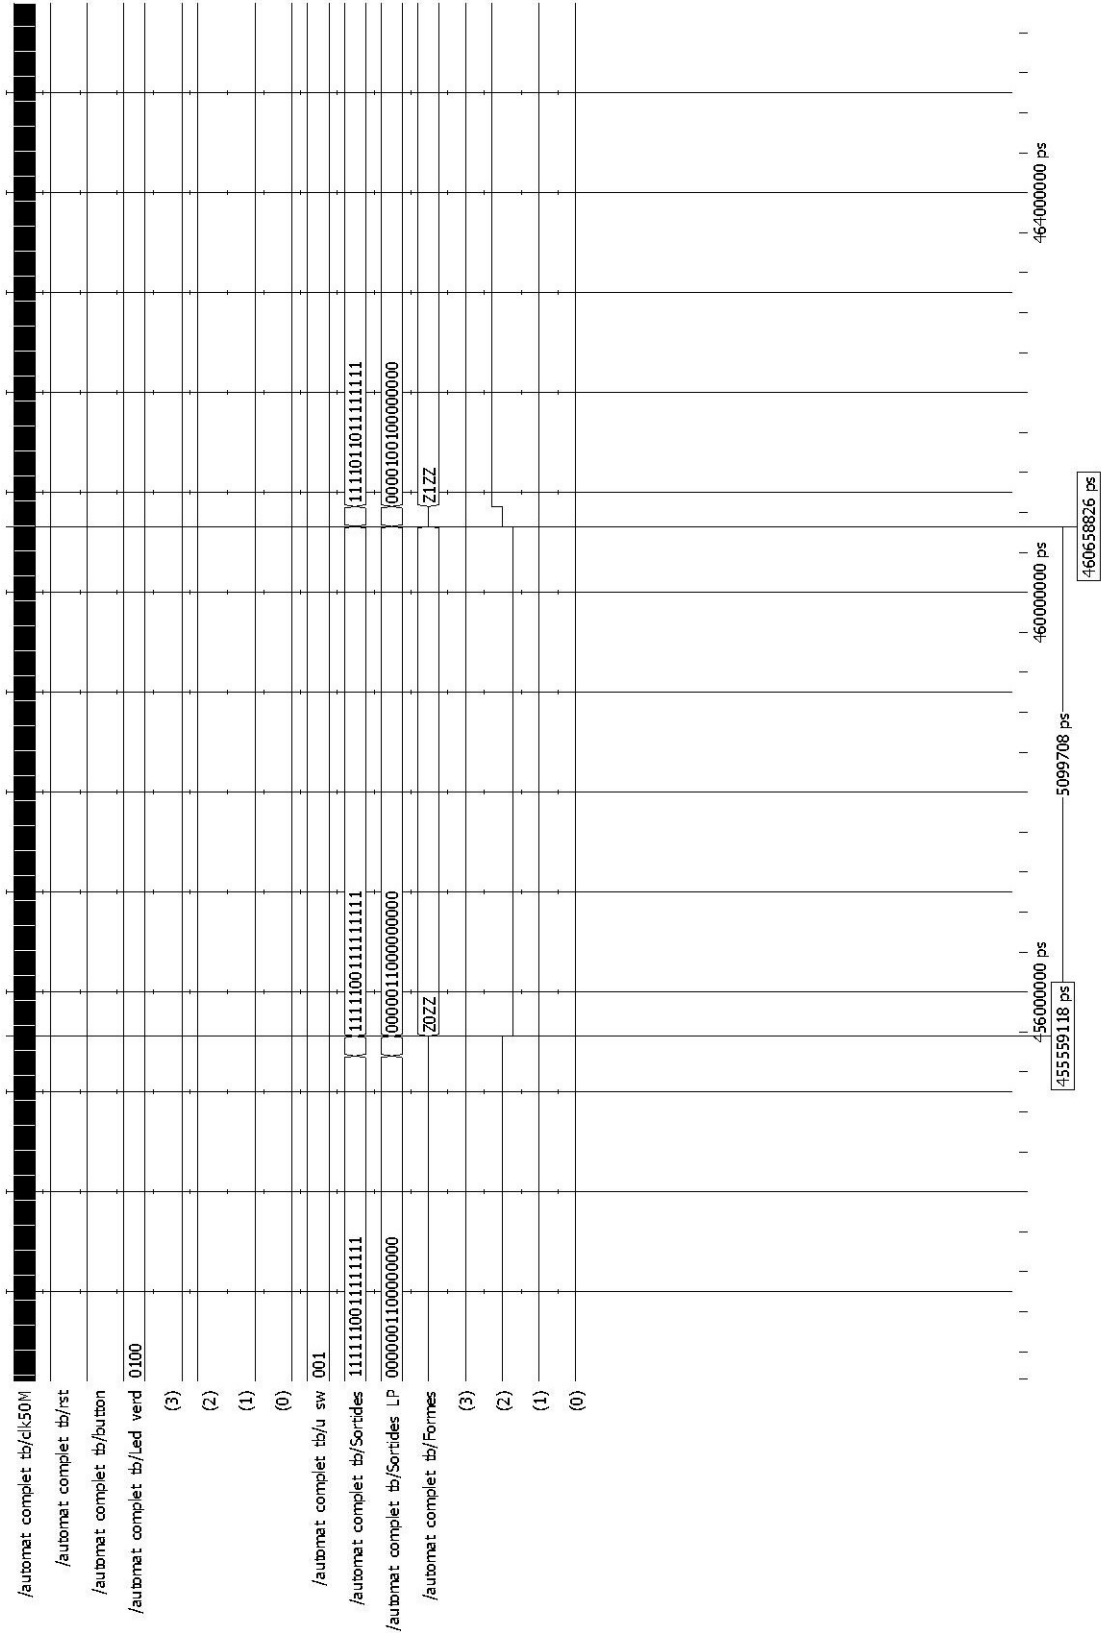 /automat complet tb/clk50M
/automat complet tb/rst
/automat complet tb/button
/automat complet tb/Led verd 0100
(3)
(2)
(1)
(0)
/automat complet tb/u sw 001
/automat complet tb/Sortides 1111110011111111 1111100111111111 1111011011111111
/automat complet tb/Sortides LP 0000001100000000 0000011000000000 0000100100000000
/automat complet tb/Formes Z0ZZ Z1ZZ
(3)
(2)
(1)
(0)
456000000 ps 460000000 ps 464000000 ps
455559118 ps 5099708 ps
460658826 ps